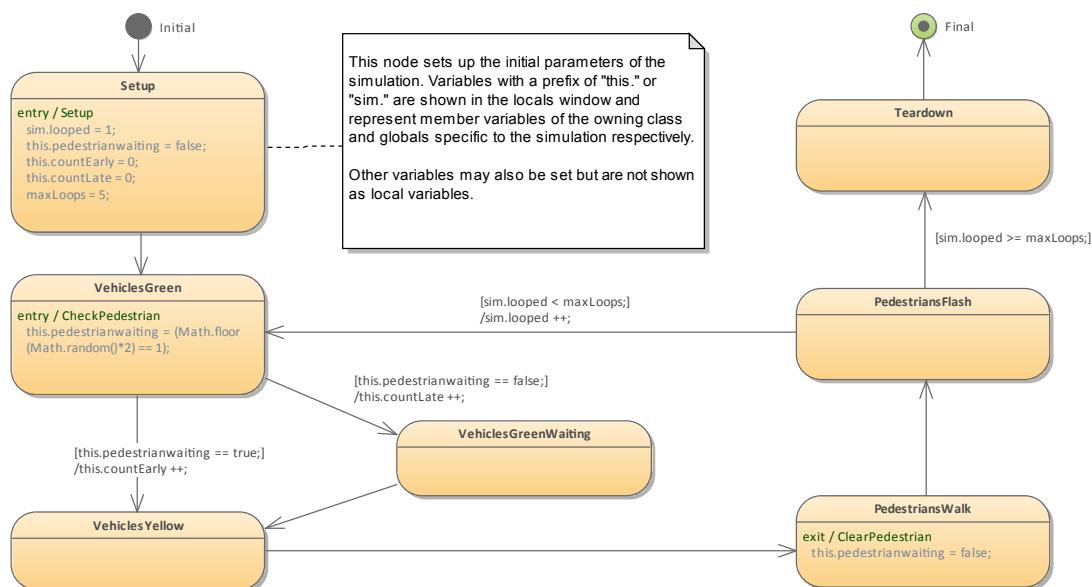 Initial
Final
Setup
entry / Setup
sim.looped = 1;
this.pedestrianwaiting = false;
this.countEarly = 0;
this.countLate = 0;
maxLoops = 5;
This node sets up the initial parameters of the
simulation. Variables with a prefix of "this." or
"sim." are shown in the locals window and
represent member variables of the owning class
and globals specific to the simulation respectively.
Other variables may also be set but are not shown
as local variables.
Teardown
[sim.looped >= maxLoops;]
VehiclesGreen
entry / CheckPedestrian
this.pedestrianwaiting = (Math.floor
(Math.random()*2) == 1);
[sim.looped < maxLoops;]
/sim.looped ++;
PedestriansFlash
[this.pedestrianwaiting == false;]
/this.countLate ++;
VehiclesGreenWaiting
[this.pedestrianwaiting == true;]
/this.countEarly ++;
VehiclesYellow
PedestriansWalk
exit / ClearPedestrian
this.pedestrianwaiting = false;